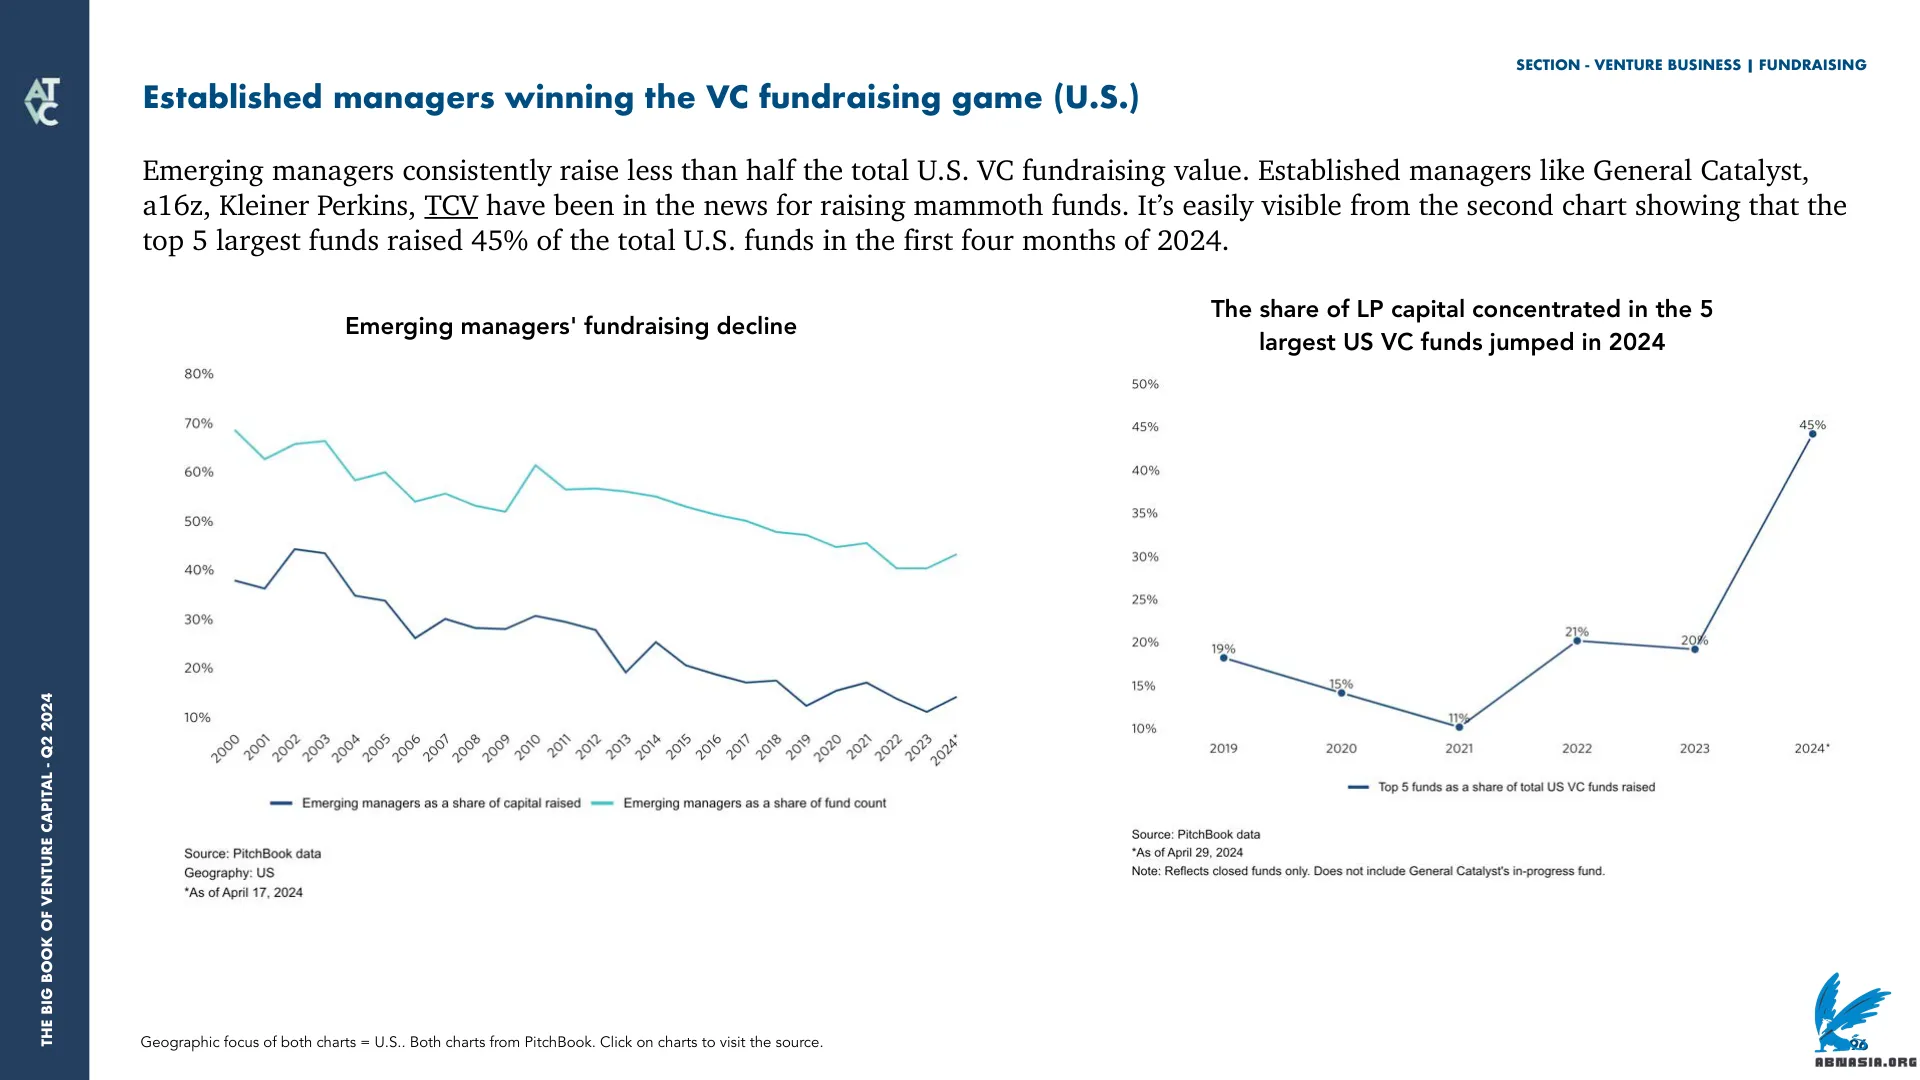 SECTION - VENTURE BUSINESS | FUNDRAISING
ATVC
Established managers winning the VC fundraising game (U.S.)
Emerging managers consistently raise less than half the total U.S. VC fundraising value. Established managers like General Catalyst,
a16z, Kleiner Perkins, TCV have been in the news for raising mammoth funds. It's easily visible from the second chart showing that the
top 5 largest funds raised 45% of the total U.S. funds in the first four months of 2024.
Emerging managers' fundraising decline
80%
70%
60%
50%
40%
30%
20%
10%
2000 2001 2002 2003 2004 2005 2006 2007 2008 2009 2010 2011 2012 2013 2014 2015 2016 2017 2018 2019 2020 2021 2022 2023 2024*
Emerging managers as a share of capital raised Emerging managers as a share of fund count
Source: PitchBook data
Geography: US
*As of April 17, 2024
The share of LP capital concentrated in the 5
largest US VC funds jumped in 2024
50%
45%
40%
35%
30%
25%
20%
15%
10%
19% 15% 11% 21% 20% 45%
2019 2020 2021 2022 2023 2024*
Top 5 funds as a share of total US VC funds raised
Source: PitchBook data
*As of April 29, 2024
Note: Reflects closed funds only. Does not include General Catalyst's in-progress fund.
THE BIG BOOK OF VENTURE CAPITAL - Q2 2024
Geographic focus of both charts = U.S.. Both charts from PitchBook. Click on charts to visit the source.
96
ABNASIA.ORG